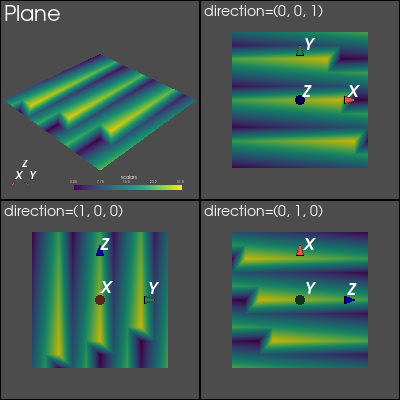 Plane
direction=(0, 0, 1)
Y
Z
X
Z
X Y
scalars
direction=(1, 0, 0)
direction=(0, 1, 0)
Z
X
X
Y
Y
Z